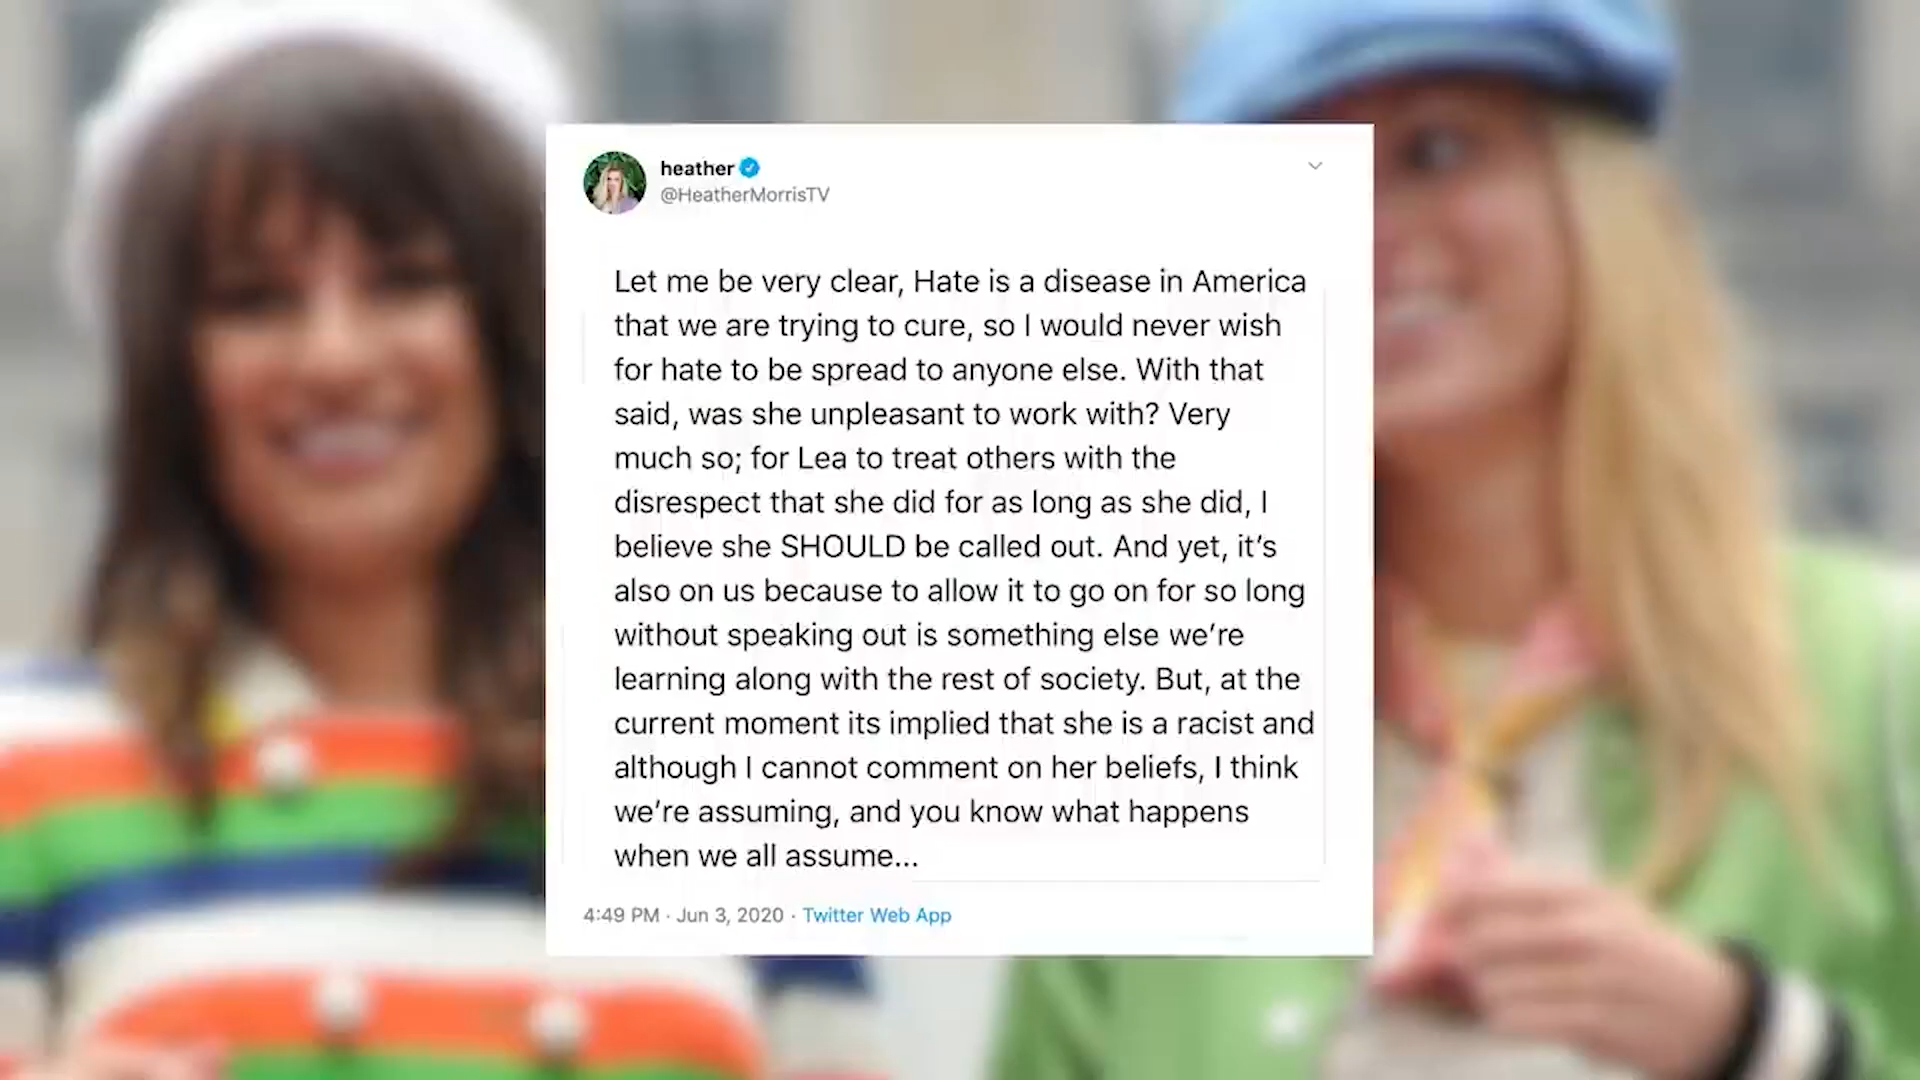 heather
@HeatherMorrisTV
Let me be very clear, Hate is a disease in America
that we are trying to cure, so I would never wish
for hate to be spread to anyone else. With that
said, was she unpleasant to work with? Very
much so; for Lea to treat others with the
disrespect that she did for as long as she did, I
believe she SHOULD be called out. And yet, it’s
also on us because to allow it to go on for so long
without speaking out is something else we’re
learning along with the rest of society. But, at the
current moment its implied that she is a racist and
although I cannot comment on her beliefs, I think
we’re assuming, and you know what happens
when we all assume...
4:49 PM · Jun 3, 2020 · Twitter Web App